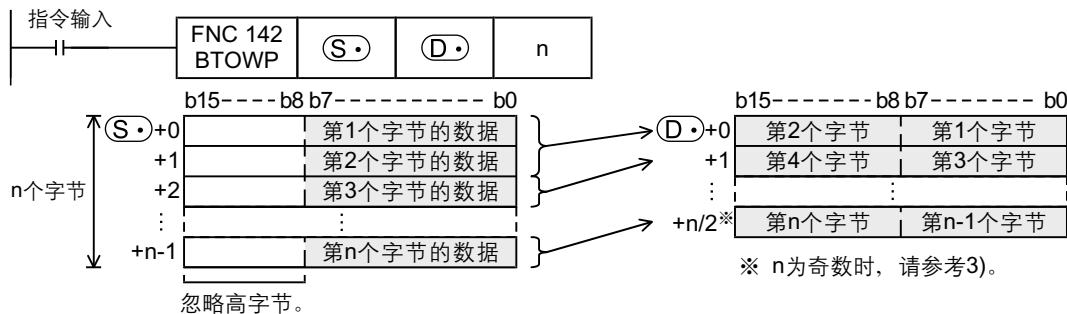 指令输入
FNC 142
BTOWP
S· D· n
b15-----b8 b7---------- b0
b15-----b8 b7------- b0
n个字节
S·+0 第1个字节的数据
+1 第2个字节的数据
+2 第3个字节的数据
⋮ ⋮
+n-1 第n个字节的数据
忽略高字节。
D·+0 第2个字节 第1个字节
+1 第4个字节 第3个字节
⋮ ⋮
+n/2※ 第n个字节 第n-1个字节
※ n为奇数时,请参考3)。